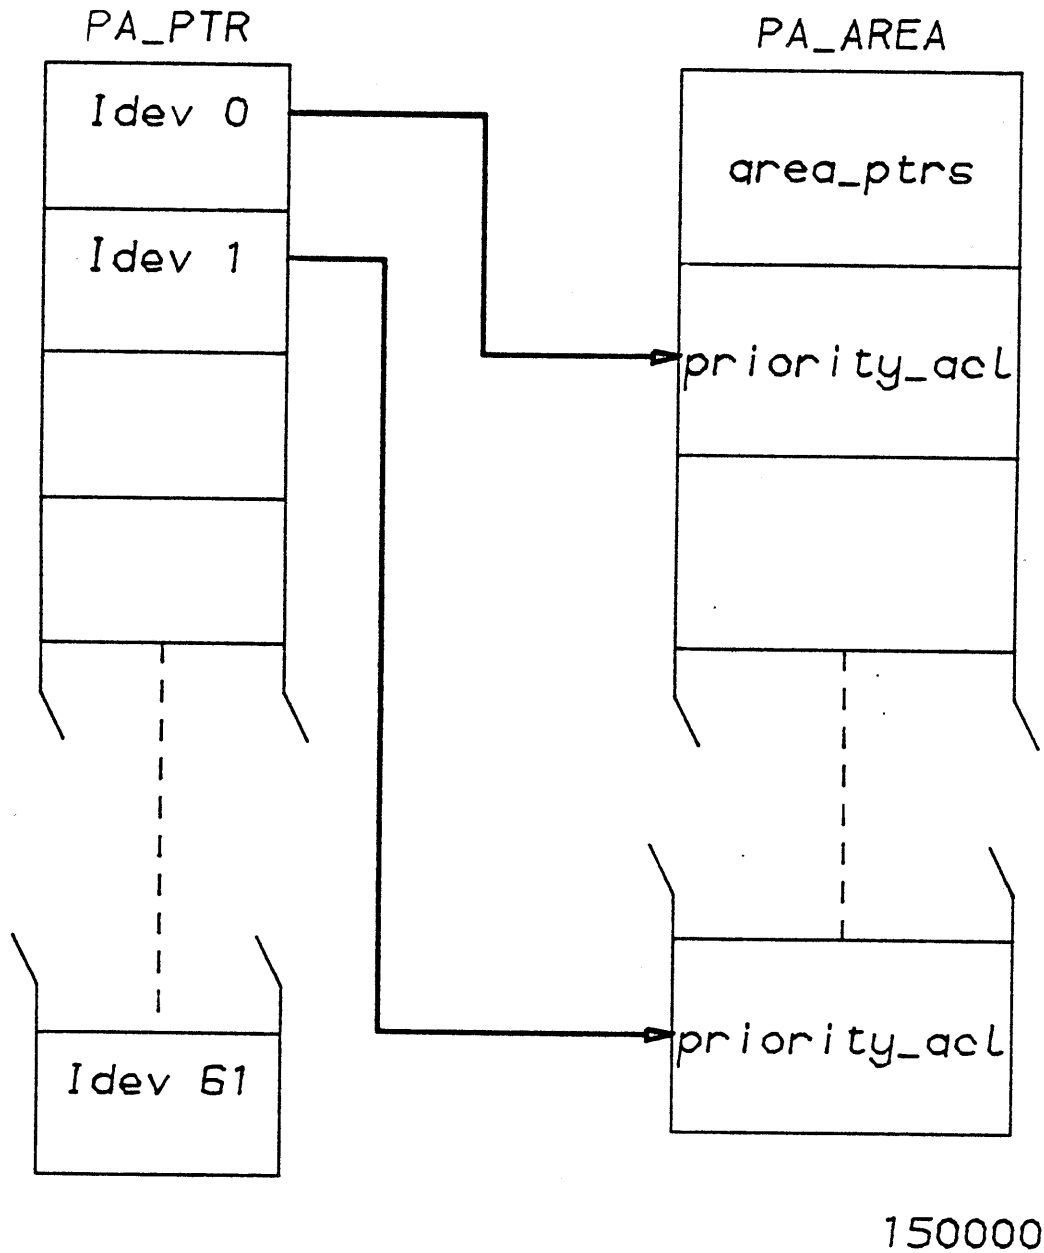 PA_PTR
Idev 0
Idev 1
Idev 61
PA_AREA
area_ptrs
priority_acl
priority_acl
150000